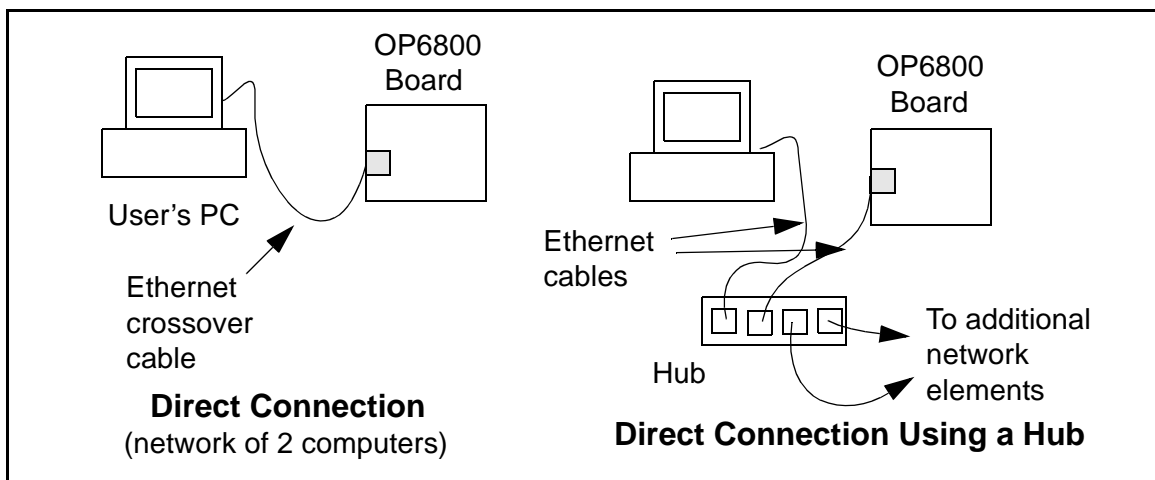 OP6800
Board
User's PC
Ethernet
crossover
cable
Direct Connection
(network of 2 computers)
OP6800
Board
Ethernet
cables
Hub
To additional
network
elements
Direct Connection Using a Hub